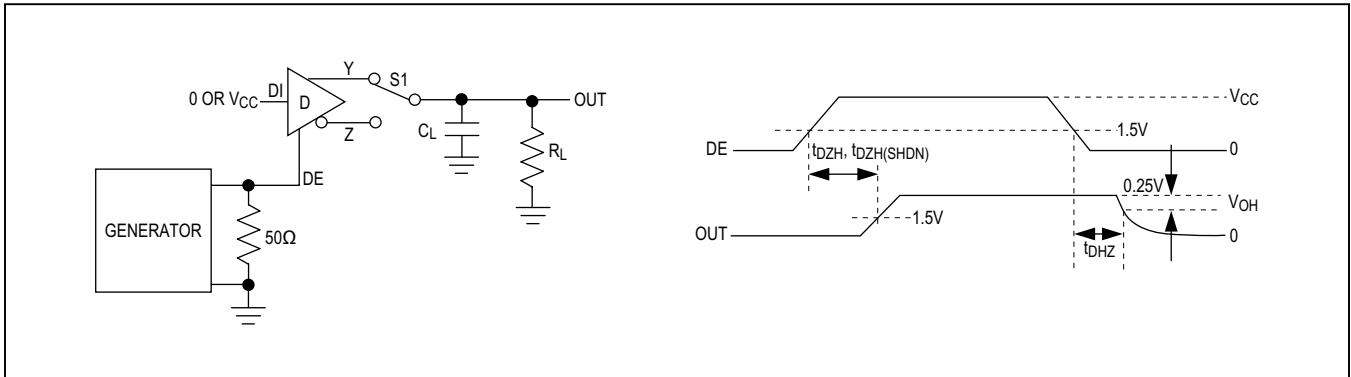 0 OR VCC
DI
D
Y
Z
S1
CL
RL
OUT
DE
GENERATOR
50Ω
DE
VCC
1.5V
0
tDZH, tDZH(SHDN)
0.25V
VOH
OUT
1.5V
0
tDHZ